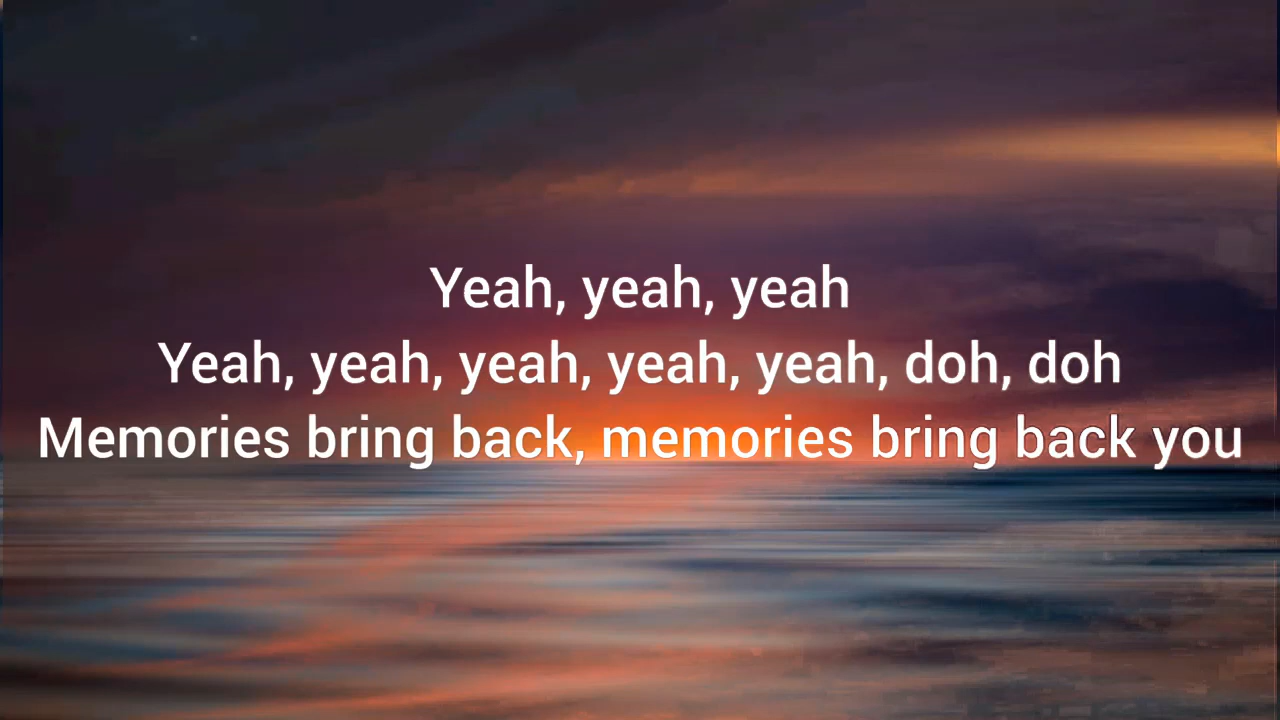 Yeah, yeah, yeah
Yeah, yeah, yeah, yeah, yeah, doh, doh
Memories bring back, memories bring back you